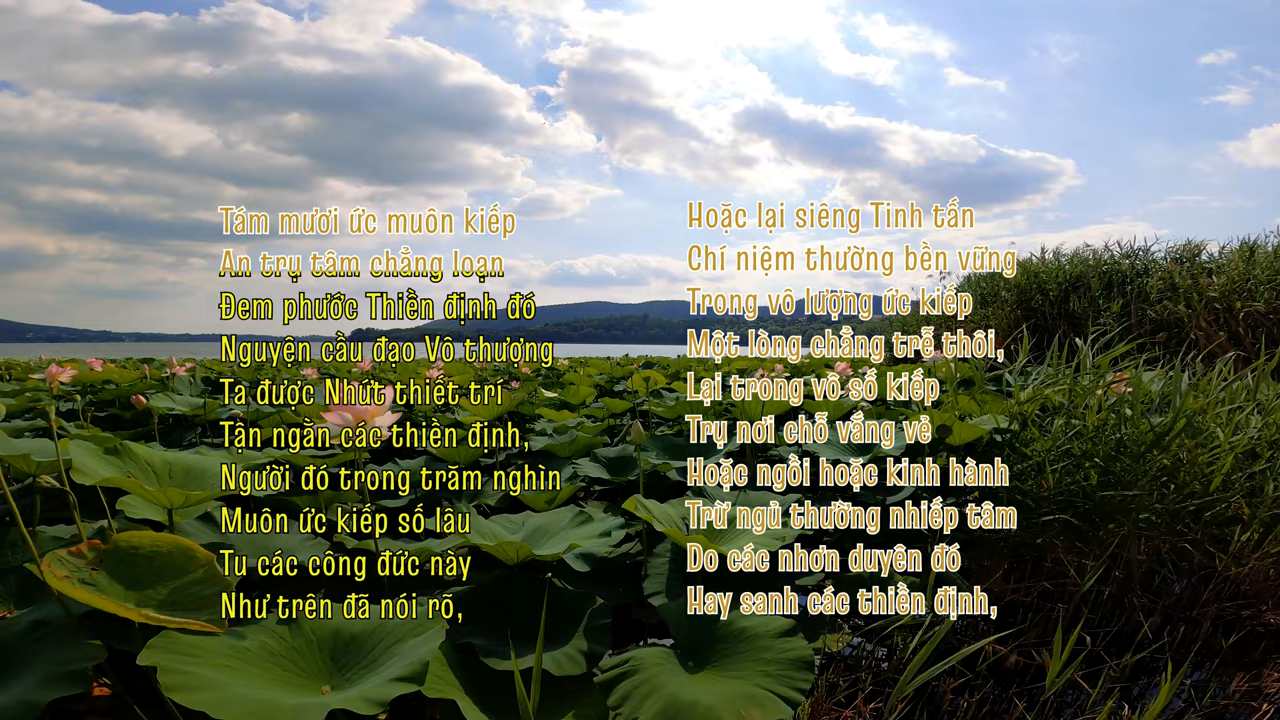 Tám mươi ức muôn kiếp
An trụ tâm chẳng loạn
Đem phước Thiền định đó
Nguyện cầu đạo Vô thượng
Ta được Nhứt thiết trí
Tận ngằn các thiền định,
Người đó trong trăm nghìn
Muôn ức kiếp số lâu
Tu các công đức này
Như trên đã nói rõ,
Hoặc lại siêng Tinh tấn
Chí niệm thường bền vững
Trong vô lượng ức kiếp
Một lòng chẳng trễ thôi,
Lại trong vô số kiếp
Trụ nơi chỗ vắng vẻ
Hoặc ngồi hoặc kinh hành
Trừ ngủ thường nhiếp tâm
Do các nhơn duyên đó
Hay sanh các thiền định,